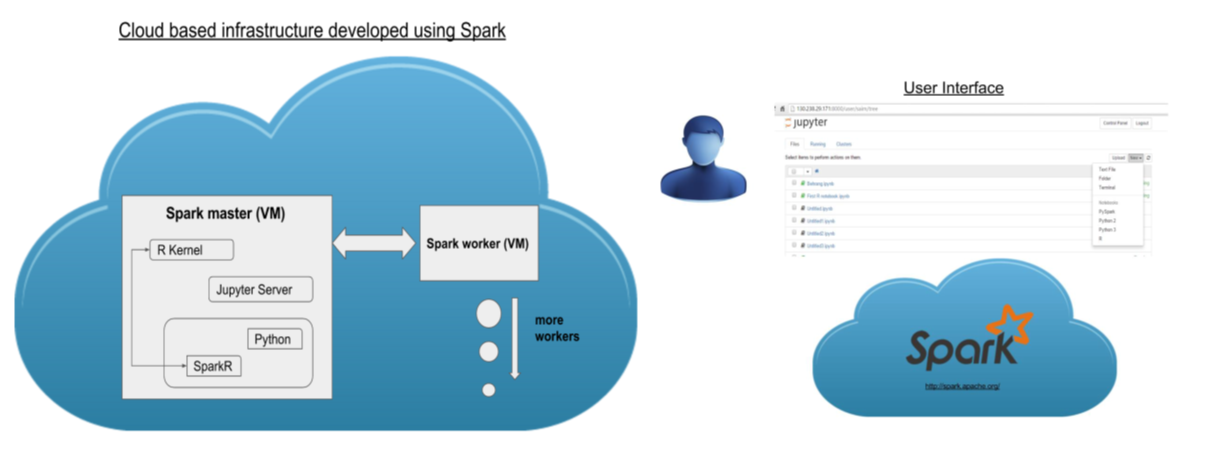 Cloud based infrastructure developed using Spark
Spark master (VM)
R Kernel
Jupyter Server
Python
SparkR
Spark worker (VM)
more
workers
User Interface
130.238.29.171:8000/user/salm/tree
jupyter
Control Panel Logout
Files Running Clusters
Select items to perform actions on them.
Upload New
Text File
Folder
Terminal
Notebooks
PySpark
Python 2
Python 3
R
First R notebook.ipynb
Untitled.ipynb
Untitled1.ipynb
Untitled2.ipynb
Untitled3.ipynb
Spark
http://spark.apache.org/